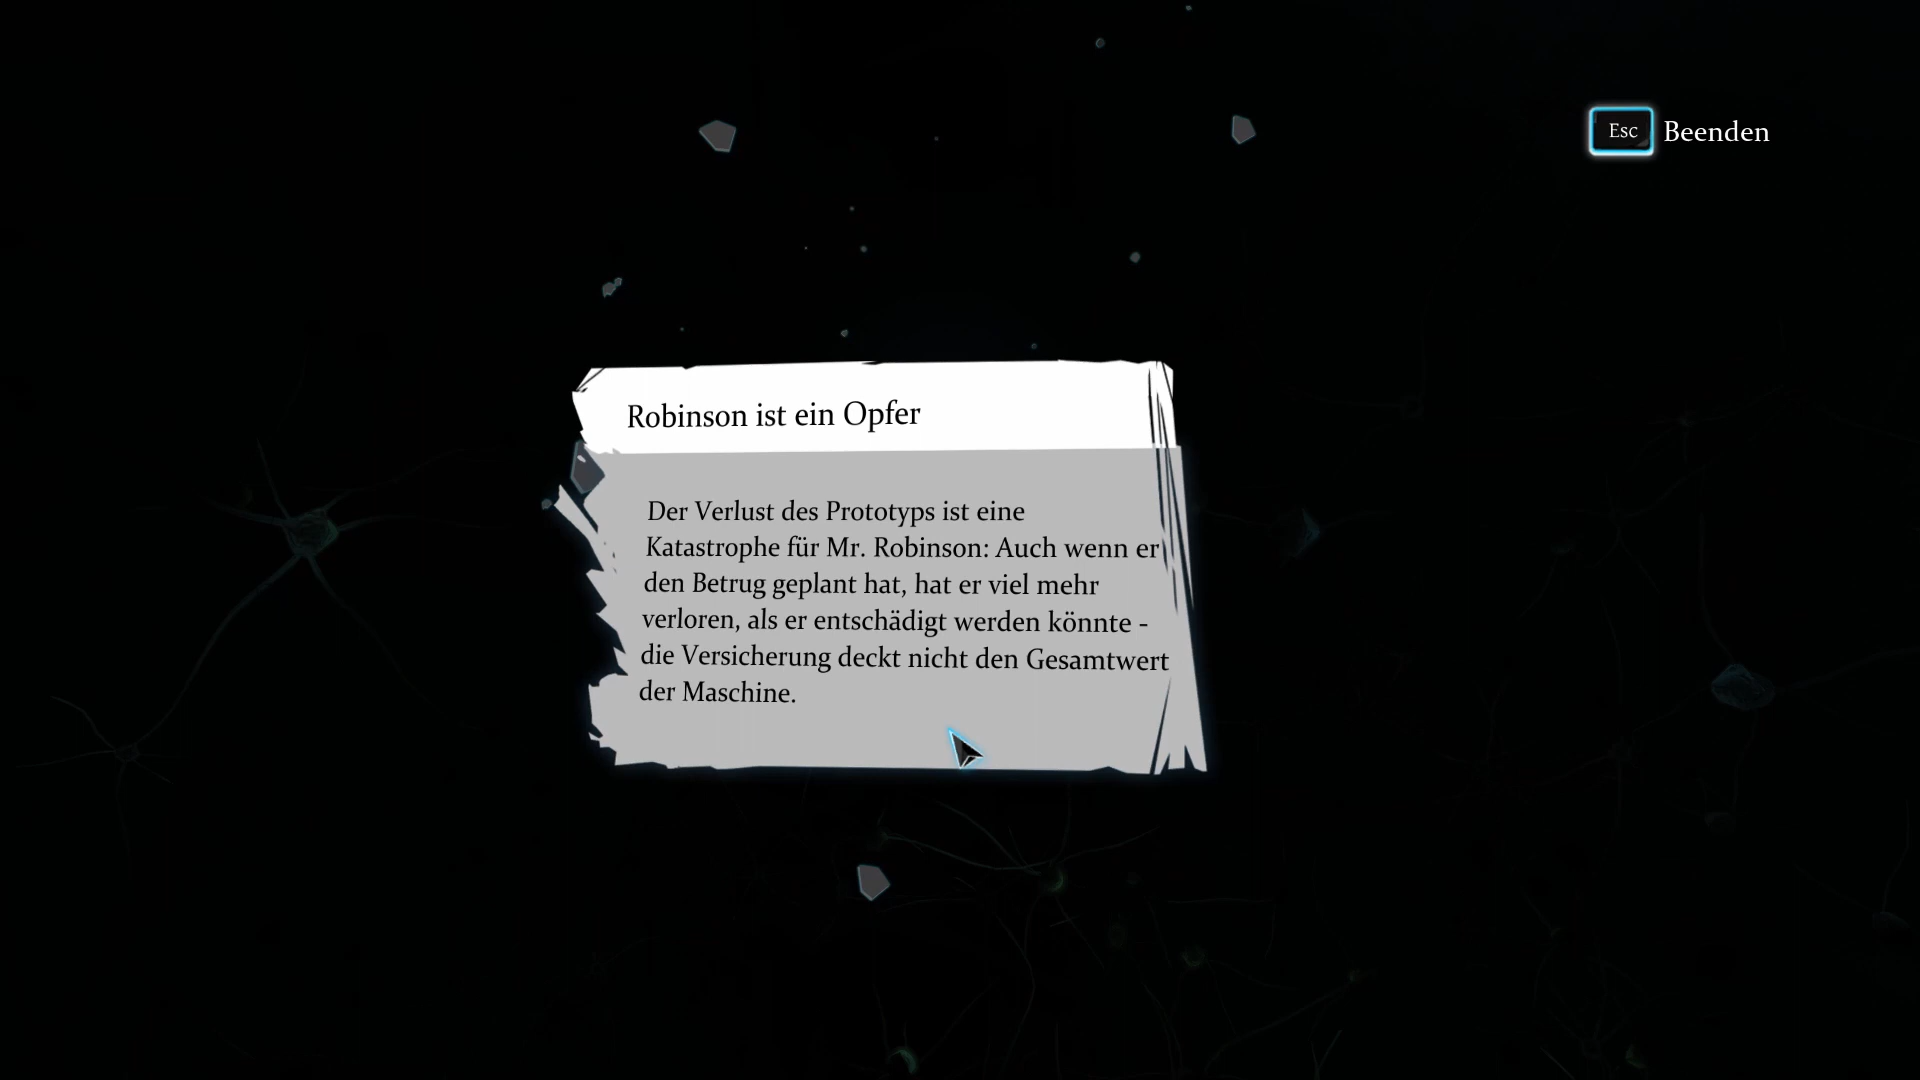 Esc Beenden
Robinson ist ein Opfer
Der Verlust des Prototyps ist eine
Katastrophe für Mr. Robinson: Auch wenn er
den Betrug geplant hat, hat er viel mehr
verloren, als er entschädigt werden könnte -
die Versicherung deckt nicht den Gesamtwert
der Maschine.